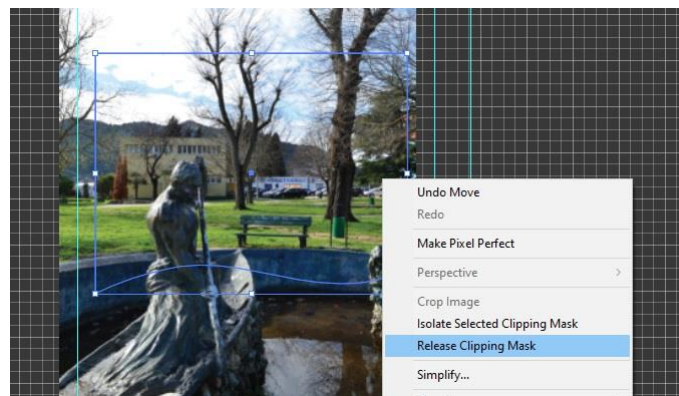 Undo Move
Redo
Make Pixel Perfect
Perspective
Crop Image
Isolate Selected Clipping Mask
Release Clipping Mask
Simplify...